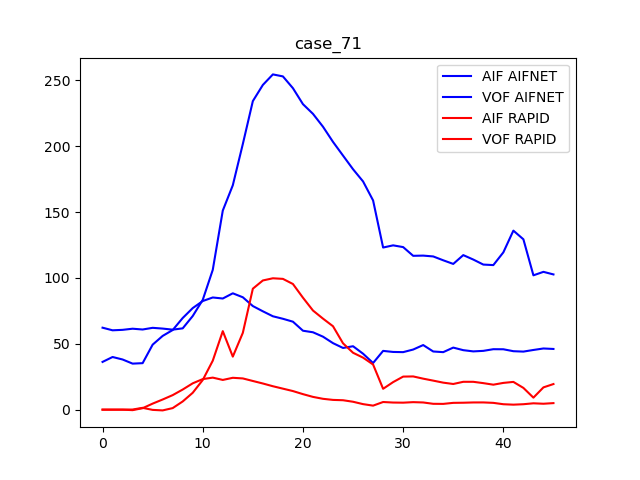 case_71
AIF AIFNET
VOF AIFNET
AIF RAPID
VOF RAPID
250
200
150
100
50
0
0 10 20 30 40